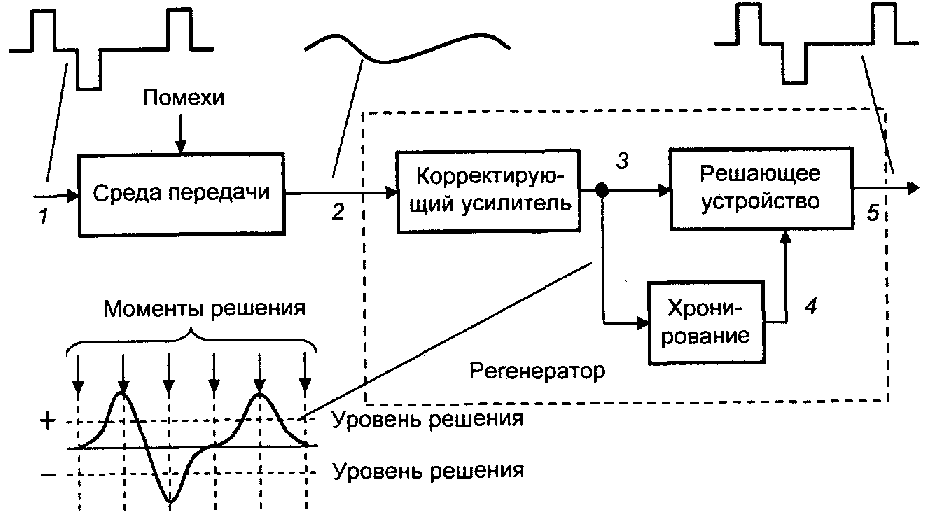 Помехи
Среда передачи
Корректирую-
щий усилитель
Решающее
устройство
1
2
3
5
Хрони-
рование
4
Моменты решения
Регенератор
+
Уровень решения
–
Уровень решения